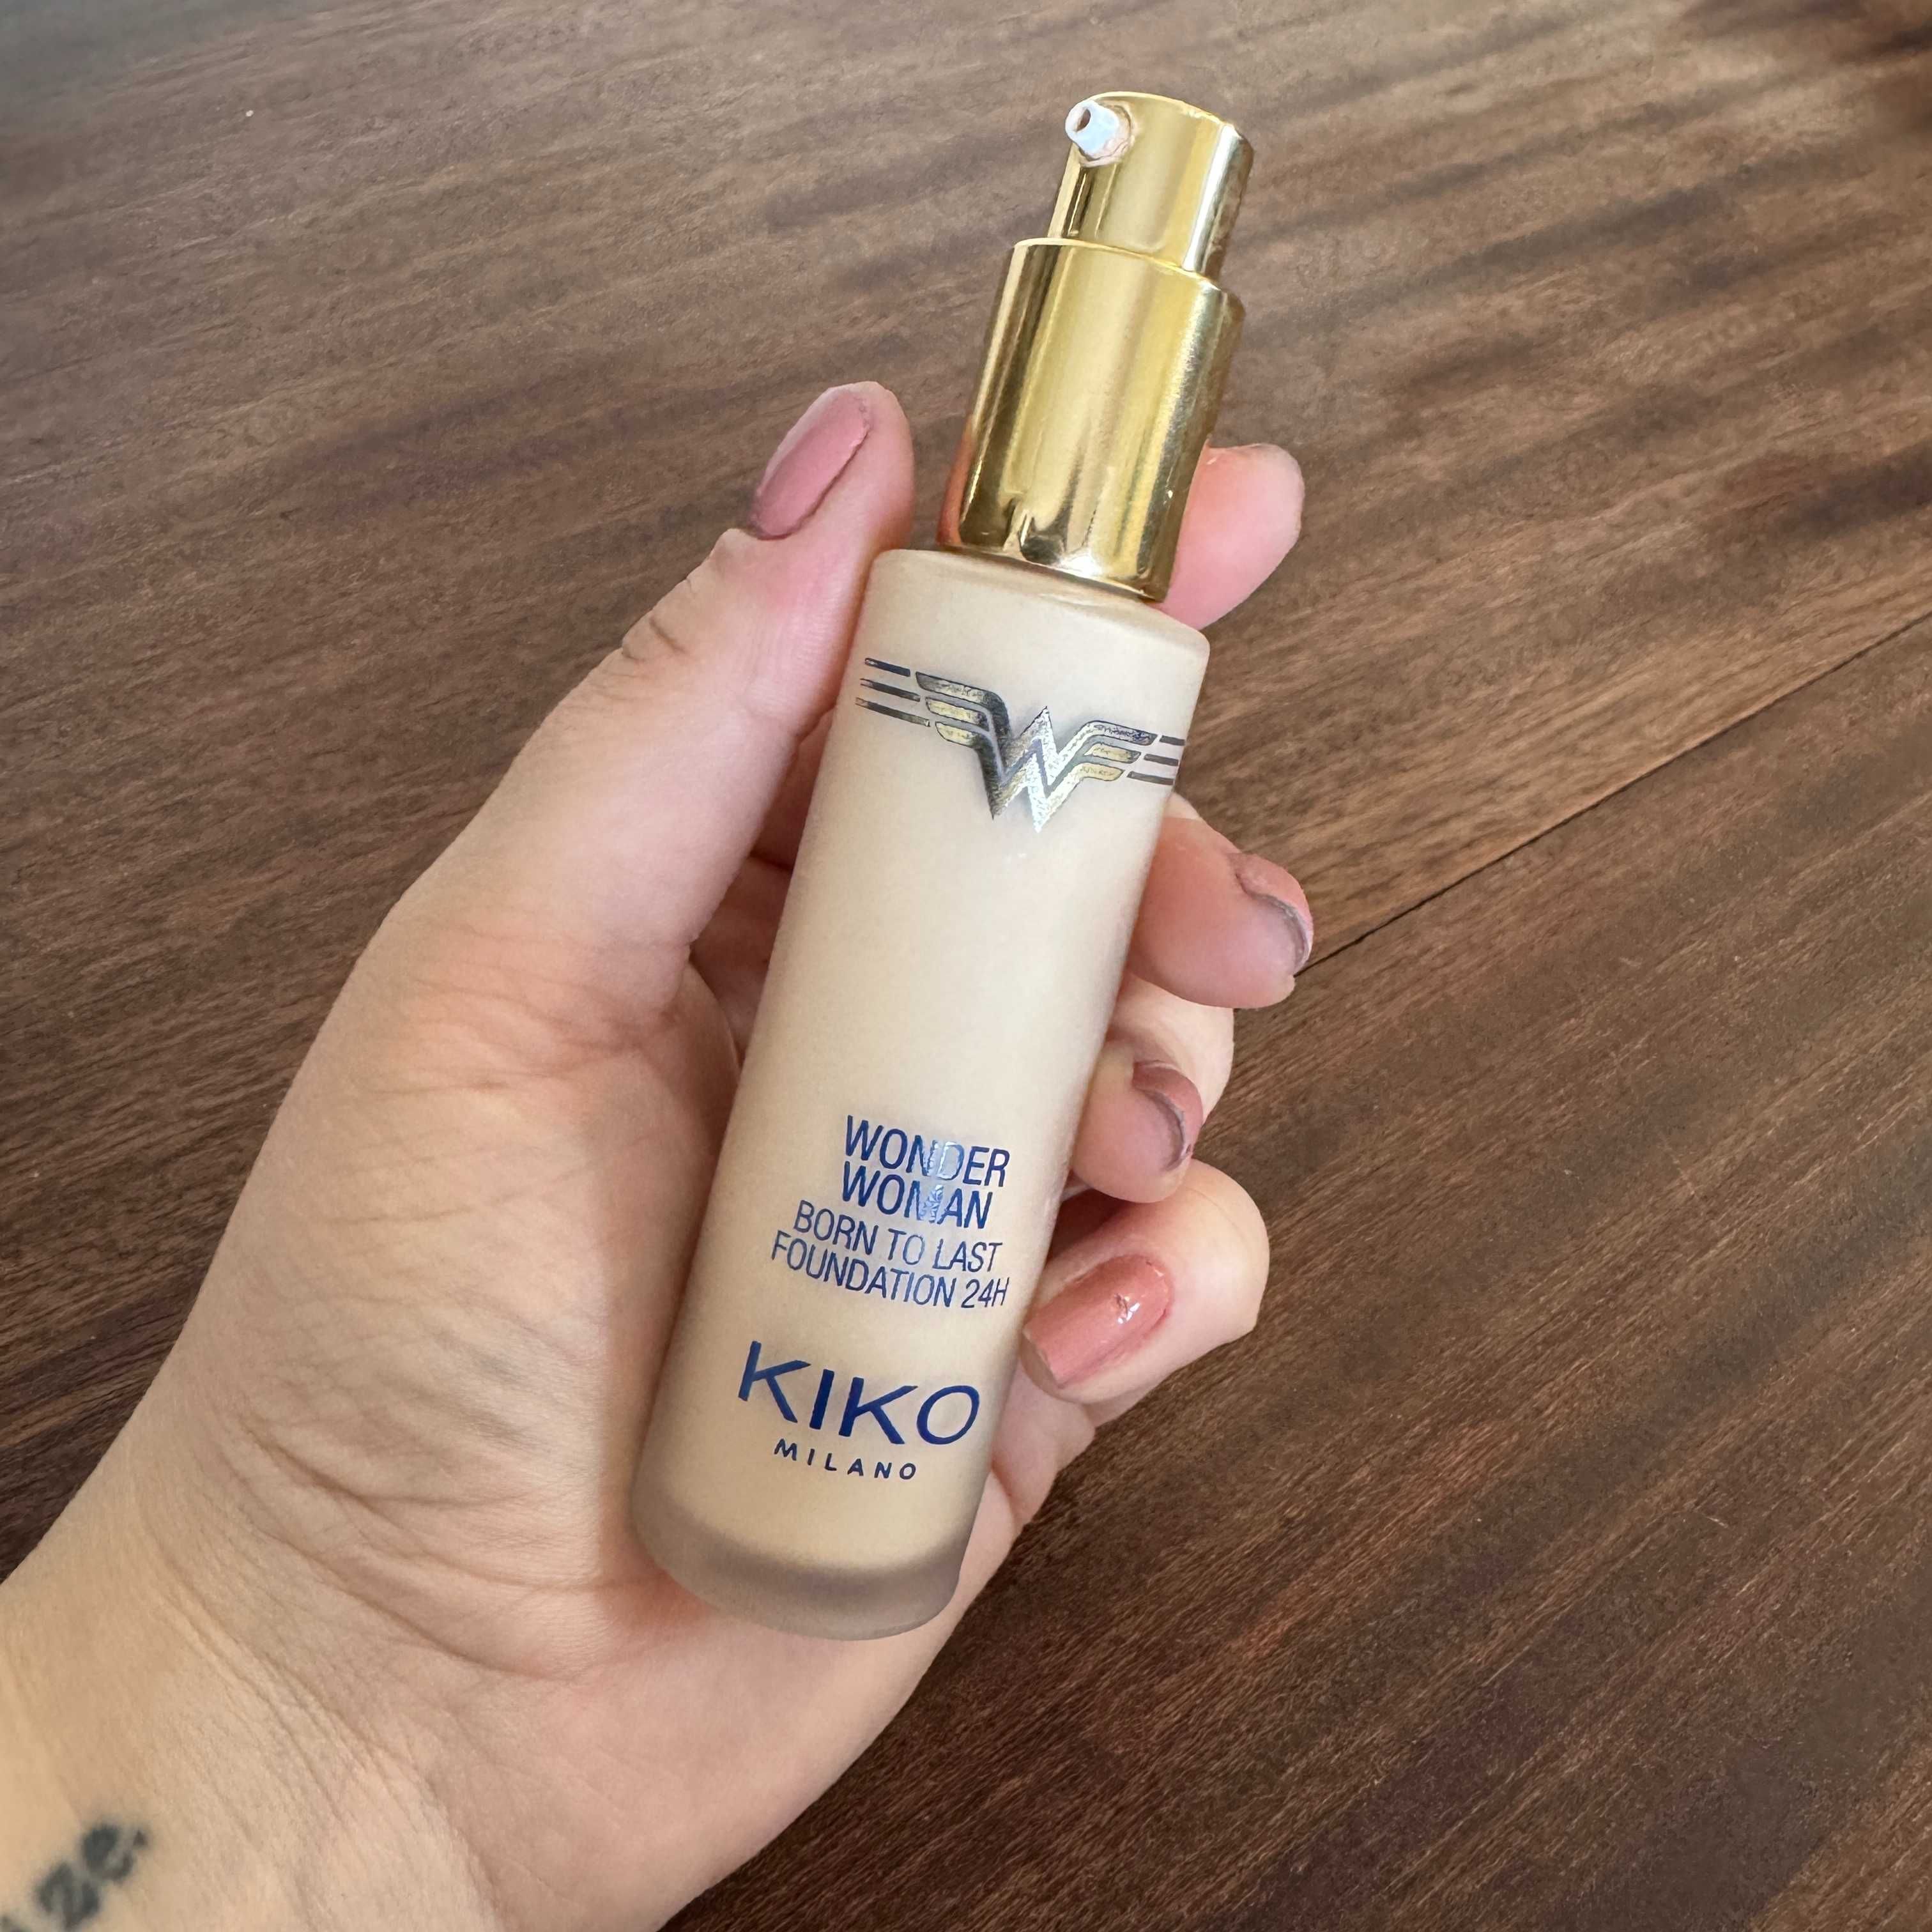 WONDER
WOMAN
BORN TO LAST
FOUNDATION 24H
KIKO
MILANO